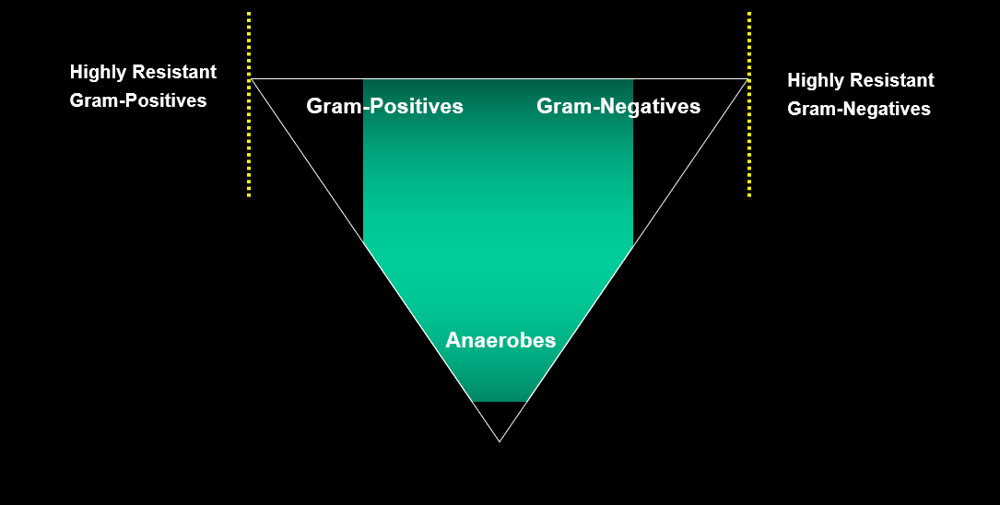 Highly Resistant
Gram-Positives
Gram-Positives
Gram-Negatives
Highly Resistant
Gram-Negatives
Anaerobes